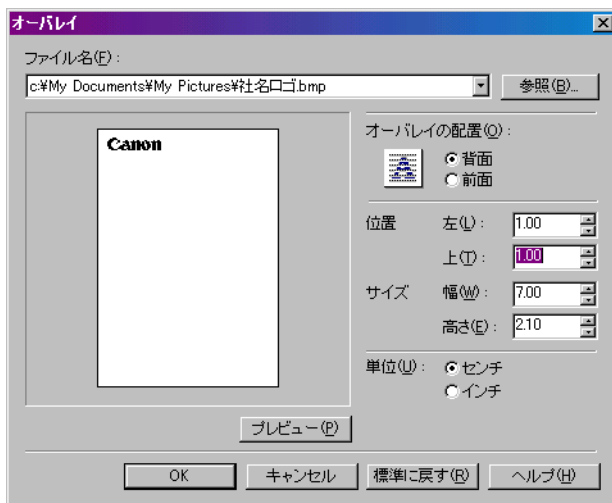 オーバレイ
ファイル名(F):
c:¥My Documents¥My Pictures¥社名ロゴ.bmp
参照(B)...
Canon
オーバレイの配置(O):
背面
前面
位置 左(L): 1.00
上(T): 1.00
サイズ 幅(W): 7.00
高さ(E): 2.10
単位(U): センチ
インチ
プレビュー(P)
OK キャンセル 標準に戻す(R) ヘルプ(H)